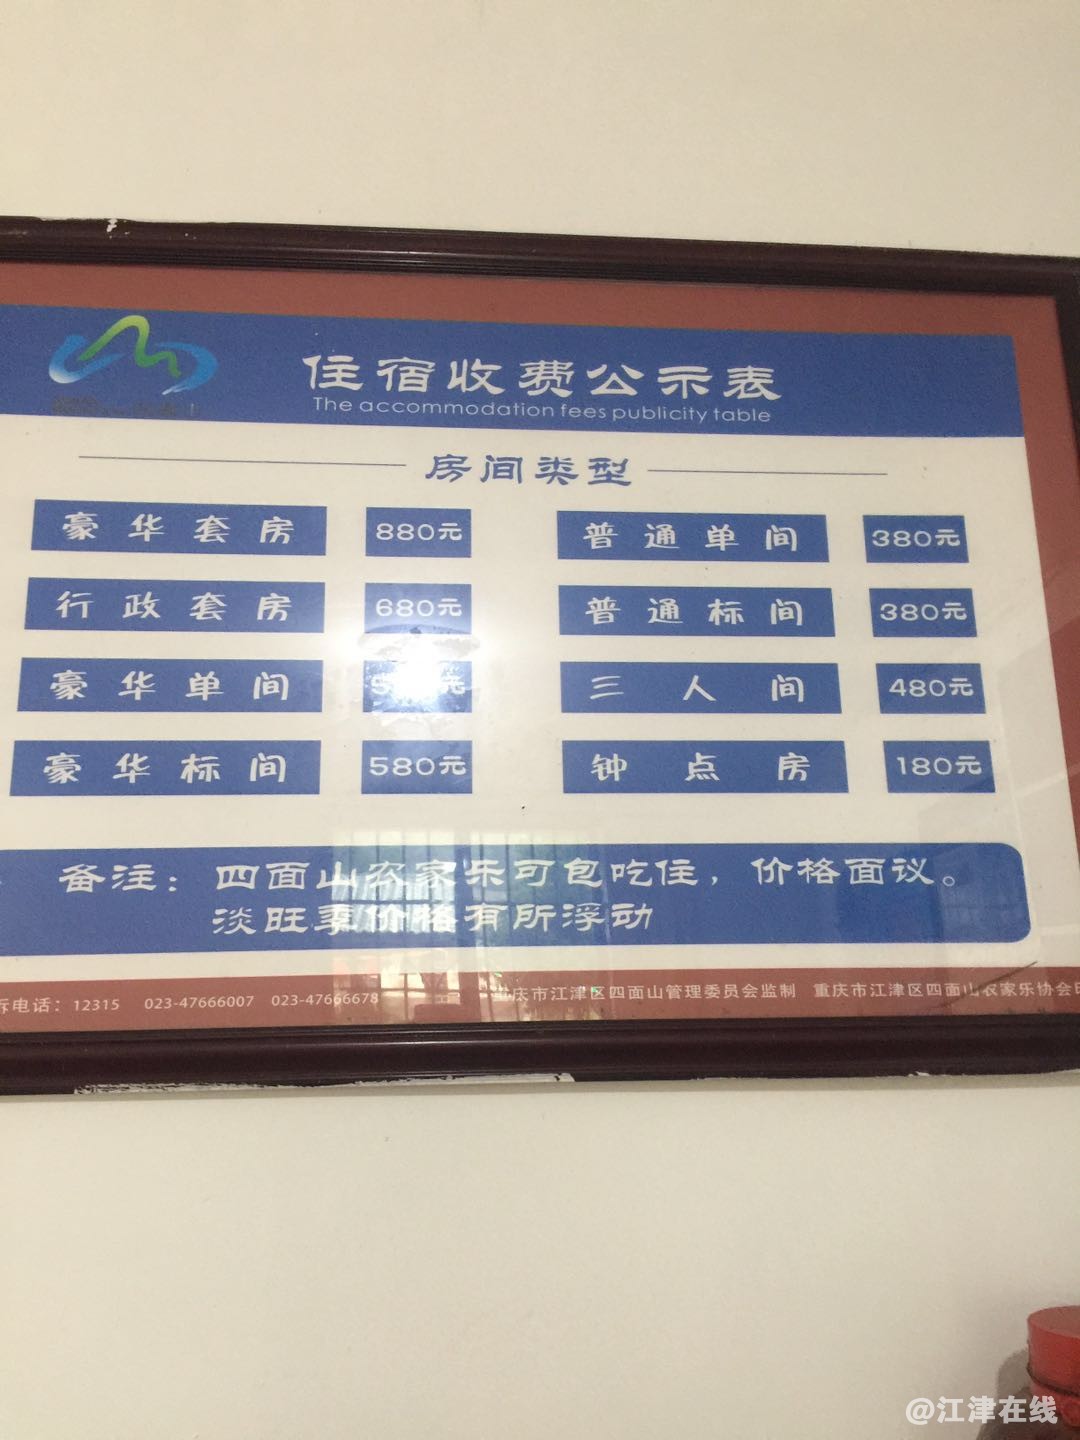 住宿收费公示表
The accommodation fees publicity table
房间类型
豪华套房 880元 普通单间 380元
行政套房 680元 普通标间 380元
豪华单间 元 三人间 480元
豪华标间 580元 钟点房 180元
备注：四面山农家乐可包吃住，价格面议。
淡旺季价格有所浮动
诉电话：12315 023-47666007 023-47666678 重庆市江津区四面山管理委员会监制 重庆市江津区四面山农家乐协会
@江津在线